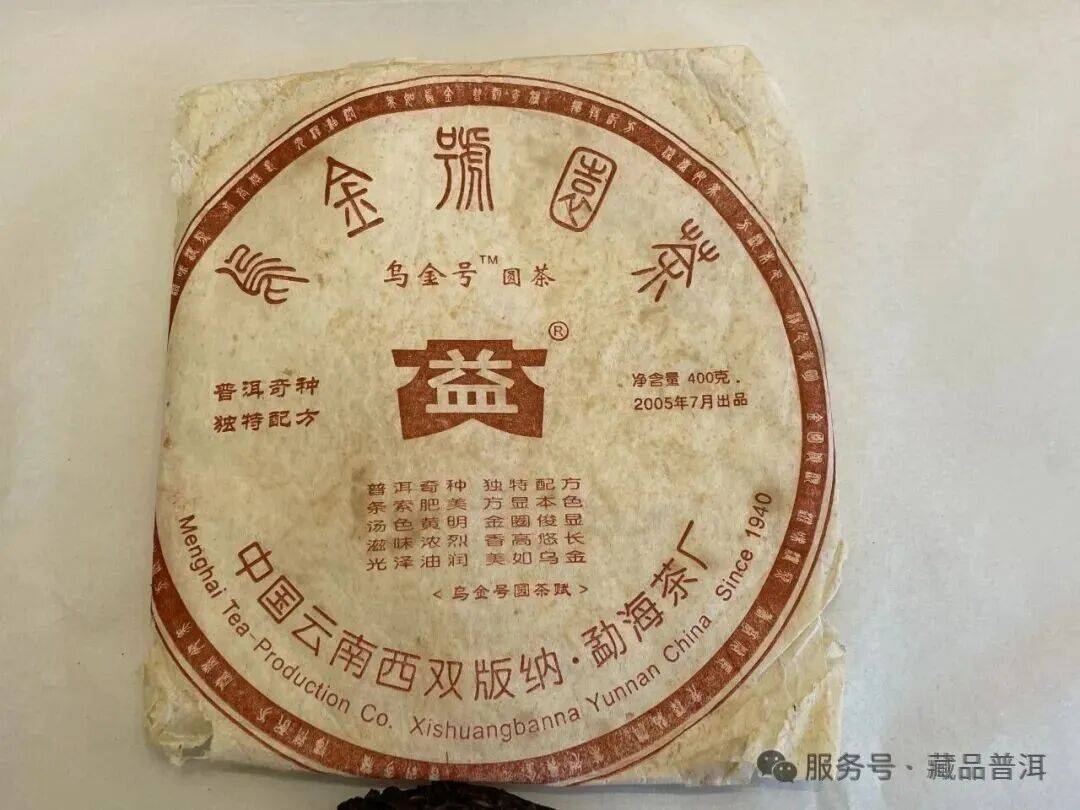 烏金號圓茶
乌金号™圆茶
益®
普洱奇种
独特配方
净含量 400克.
2005年7月出品
普洱奇种 独特配方
条索肥美 方显本色
汤色黄明 金圈俊显
滋味浓烈 香高悠长
光泽油润 美如乌金
<乌金号圆茶赋>
中国云南西双版纳·勐海茶厂
Menghai Tea-Production Co. Xishuangbanna Yunnan China, Since 1940
服务号·藏品普洱